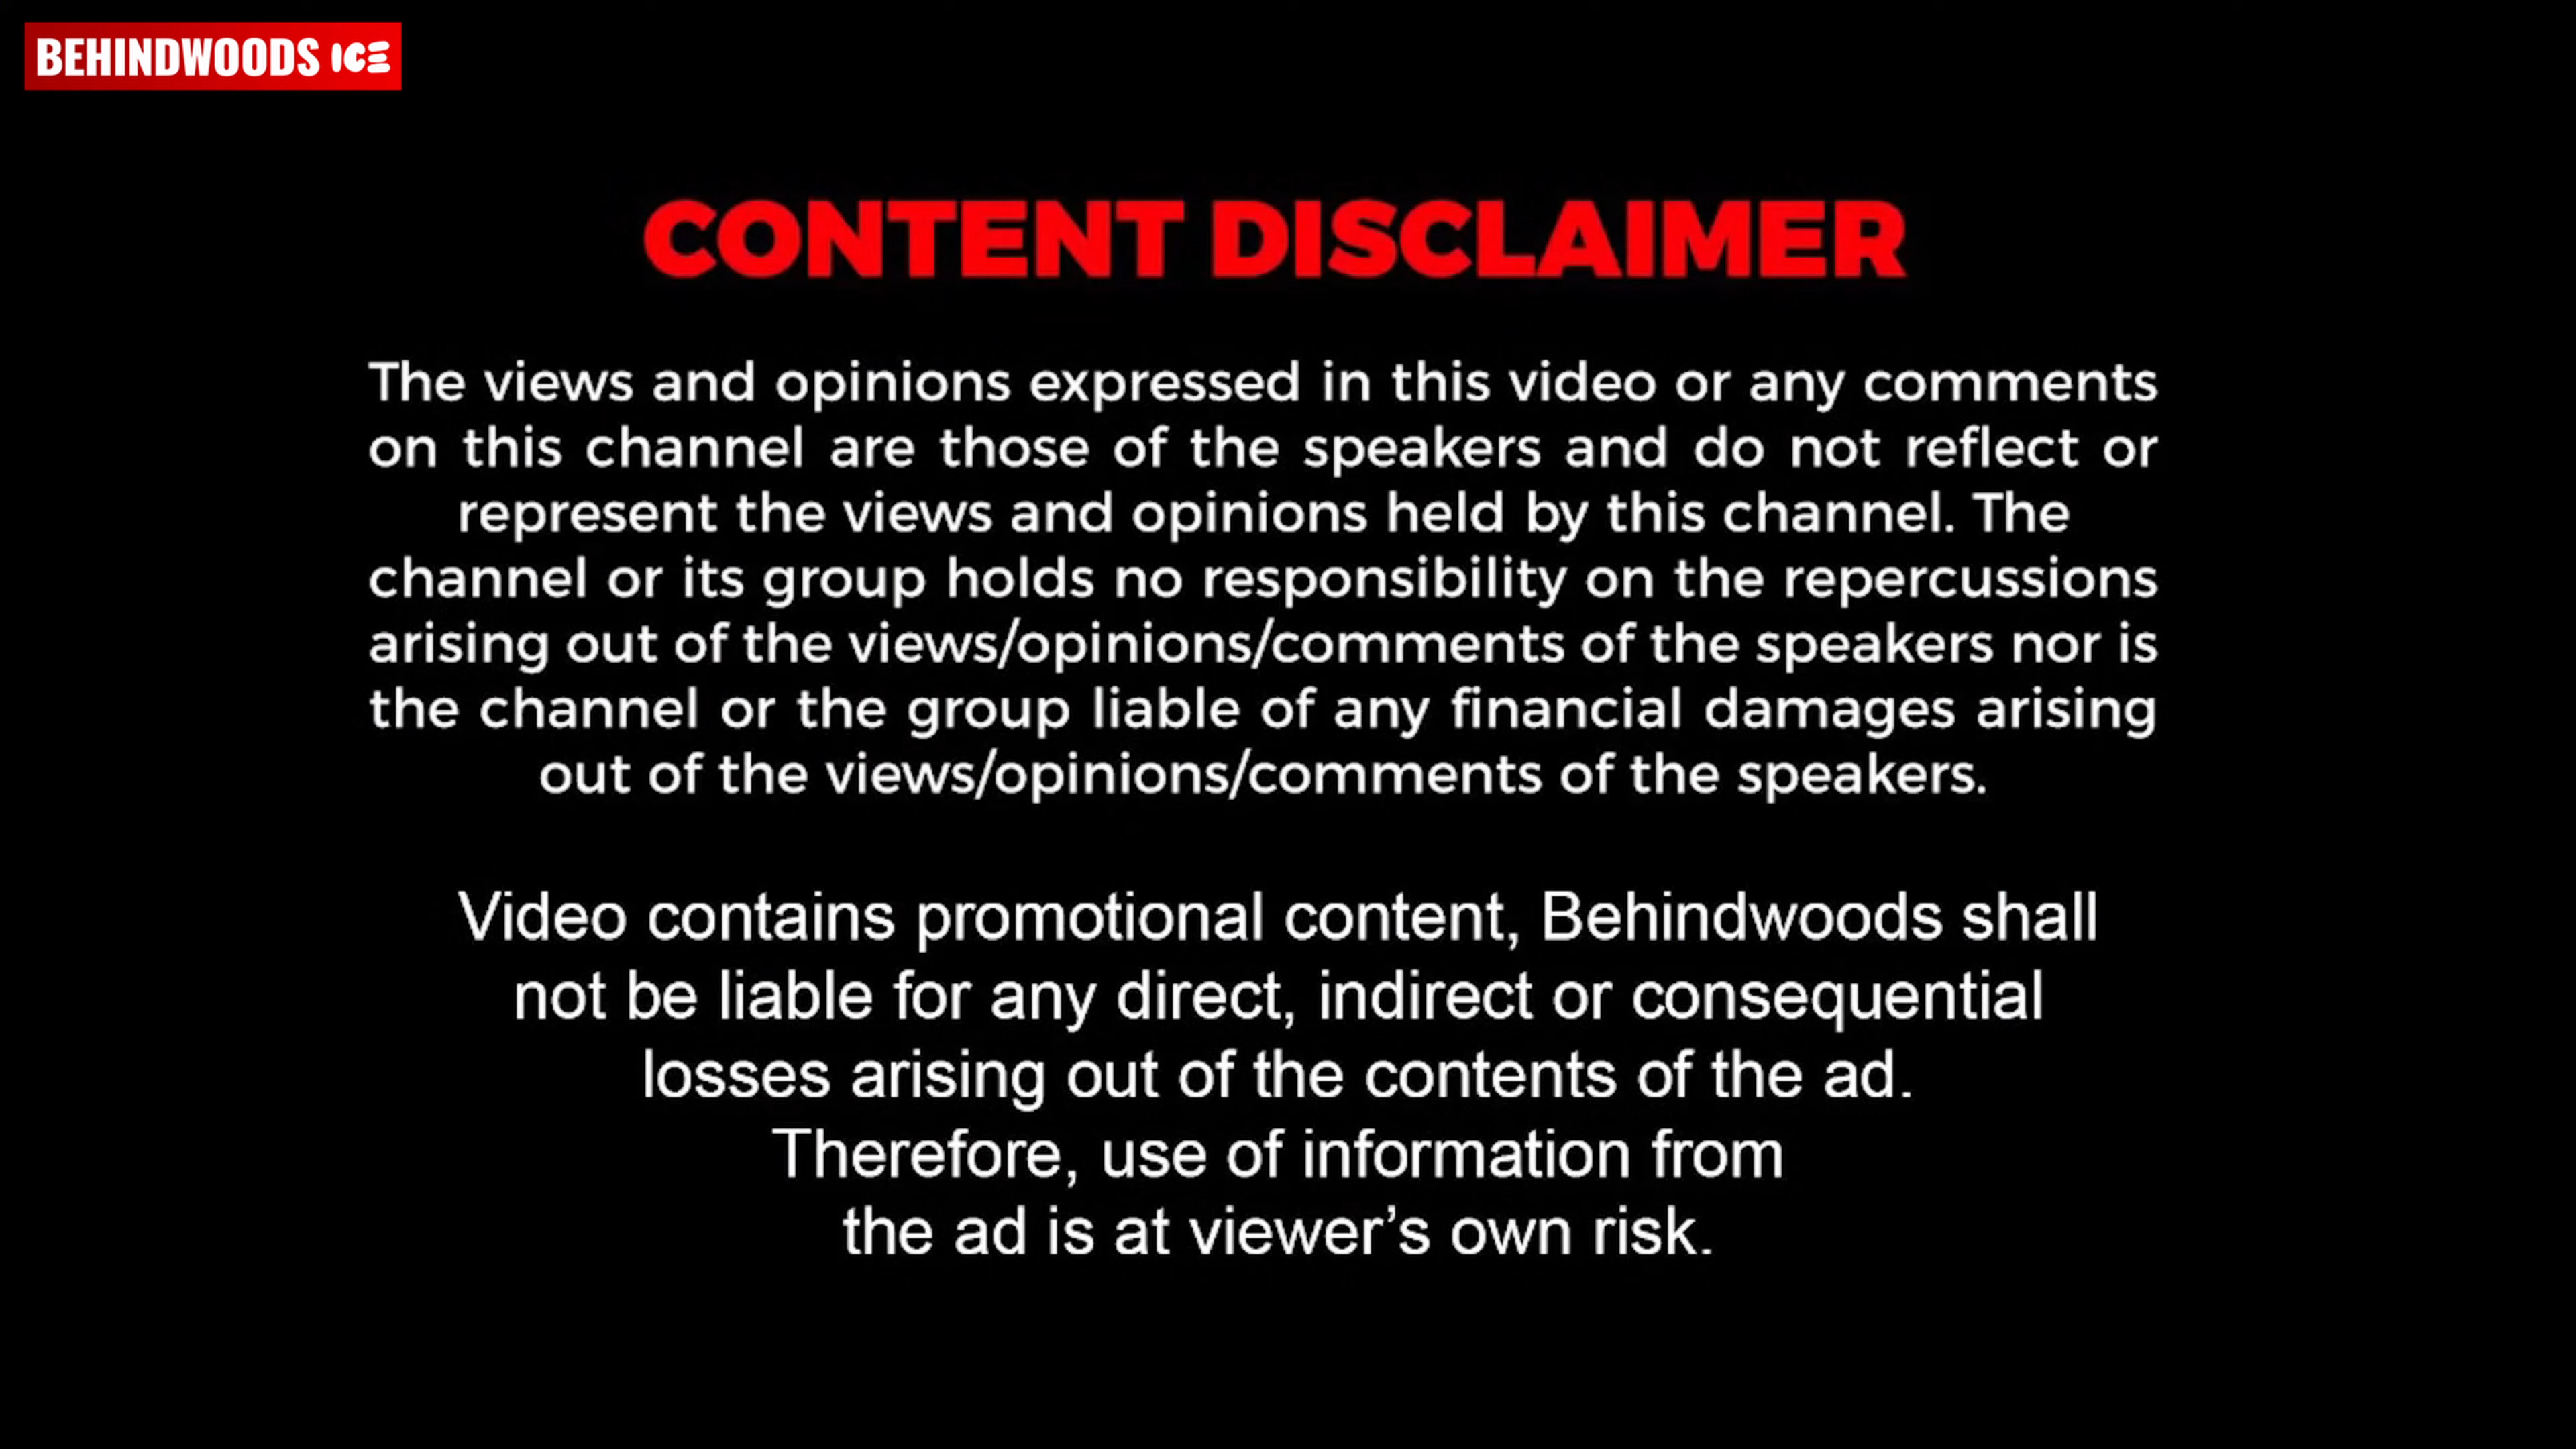 BEHINDWOODS ICE
CONTENT DISCLAIMER
The views and opinions expressed in this video or any comments
on this channel are those of the speakers and do not reflect or
represent the views and opinions held by this channel. The
channel or its group holds no responsibility on the repercussions
arising out of the views/opinions/comments of the speakers nor is
the channel or the group liable of any financial damages arising
out of the views/opinions/comments of the speakers.
Video contains promotional content, Behindwoods shall
not be liable for any direct, indirect or consequential
losses arising out of the contents of the ad.
Therefore, use of information from
the ad is at viewer’s own risk.